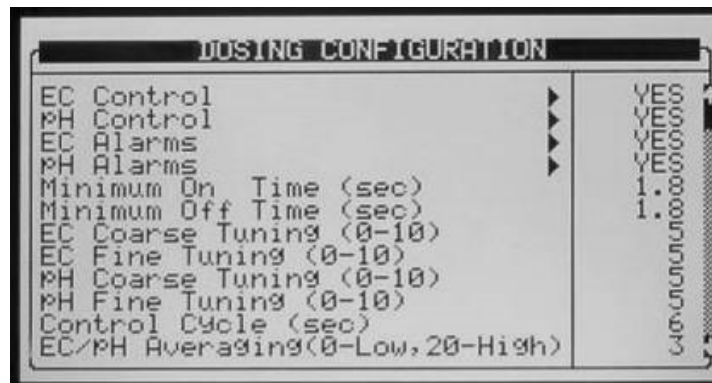 DOSING CONFIGURATION
EC Control YES
pH Control YES
EC Alarms YES
pH Alarms YES
Minimum On Time (sec) 1.8
Minimum Off Time (sec) 1.8
EC Coarse Tuning (0-10) 5
EC Fine Tuning (0-10) 5
pH Coarse Tuning (0-10) 5
pH Fine Tuning (0-10) 5
Control Cycle (sec) 6
EC/pH Averaging(0-Low,20-High) 3